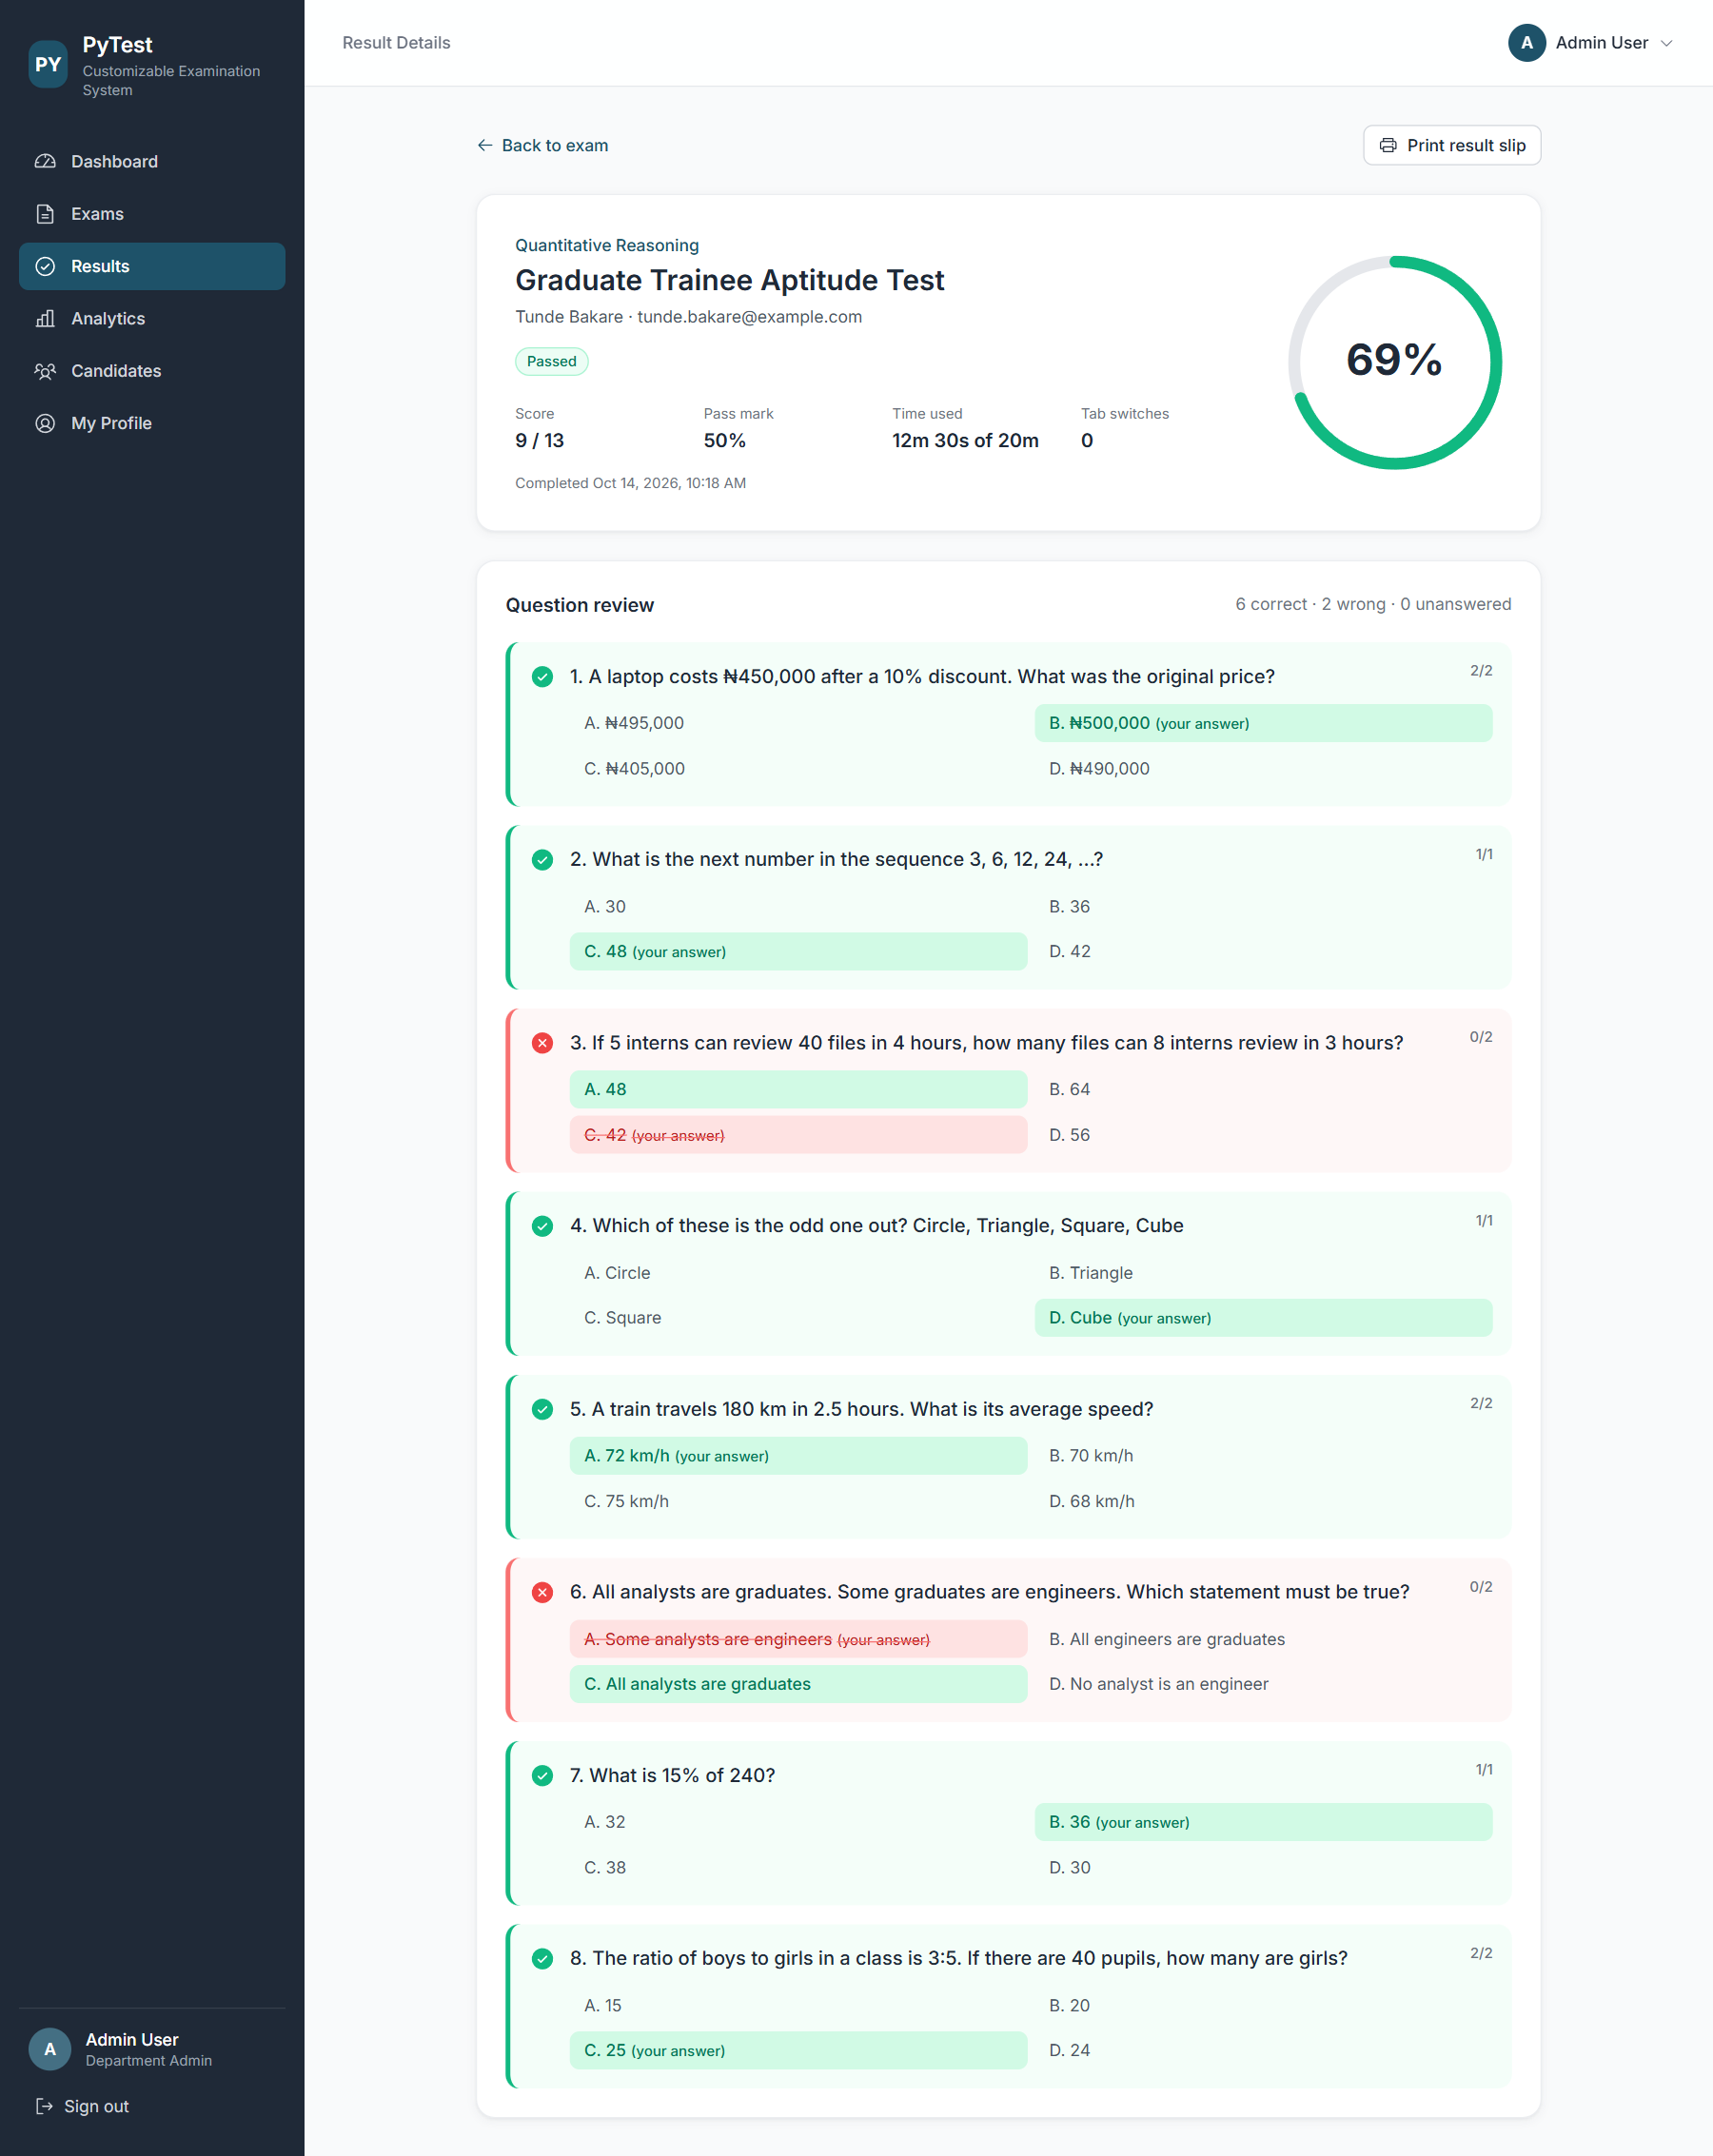 PY
PyTest
Customizable Examination
System
Dashboard
Exams
Results
Analytics
Candidates
My Profile
A
Admin User
Department Admin
Sign out
Result Details
A
Admin User
Back to exam
Print result slip
Quantitative Reasoning
Graduate Trainee Aptitude Test
Tunde Bakare · tunde.bakare@example.com
Passed
Score
9 / 13
Pass mark
50%
Time used
12m 30s of 20m
Tab switches
0
Completed Oct 14, 2026, 10:18 AM
69%
Question review
6 correct · 2 wrong · 0 unanswered
1. A laptop costs ₦450,000 after a 10% discount. What was the original price?
2/2
A. ₦495,000
B. ₦500,000 (your answer)
C. ₦405,000
D. ₦490,000
2. What is the next number in the sequence 3, 6, 12, 24, …?
1/1
A. 30
B. 36
C. 48 (your answer)
D. 42
3. If 5 interns can review 40 files in 4 hours, how many files can 8 interns review in 3 hours?
0/2
A. 48
B. 64
C. 42 (your answer)
D. 56
4. Which of these is the odd one out? Circle, Triangle, Square, Cube
1/1
A. Circle
B. Triangle
C. Square
D. Cube (your answer)
5. A train travels 180 km in 2.5 hours. What is its average speed?
2/2
A. 72 km/h (your answer)
B. 70 km/h
C. 75 km/h
D. 68 km/h
6. All analysts are graduates. Some graduates are engineers. Which statement must be true?
0/2
A. Some analysts are engineers (your answer)
B. All engineers are graduates
C. All analysts are graduates
D. No analyst is an engineer
7. What is 15% of 240?
1/1
A. 32
B. 36 (your answer)
C. 38
D. 30
8. The ratio of boys to girls in a class is 3:5. If there are 40 pupils, how many are girls?
2/2
A. 15
B. 20
C. 25 (your answer)
D. 24